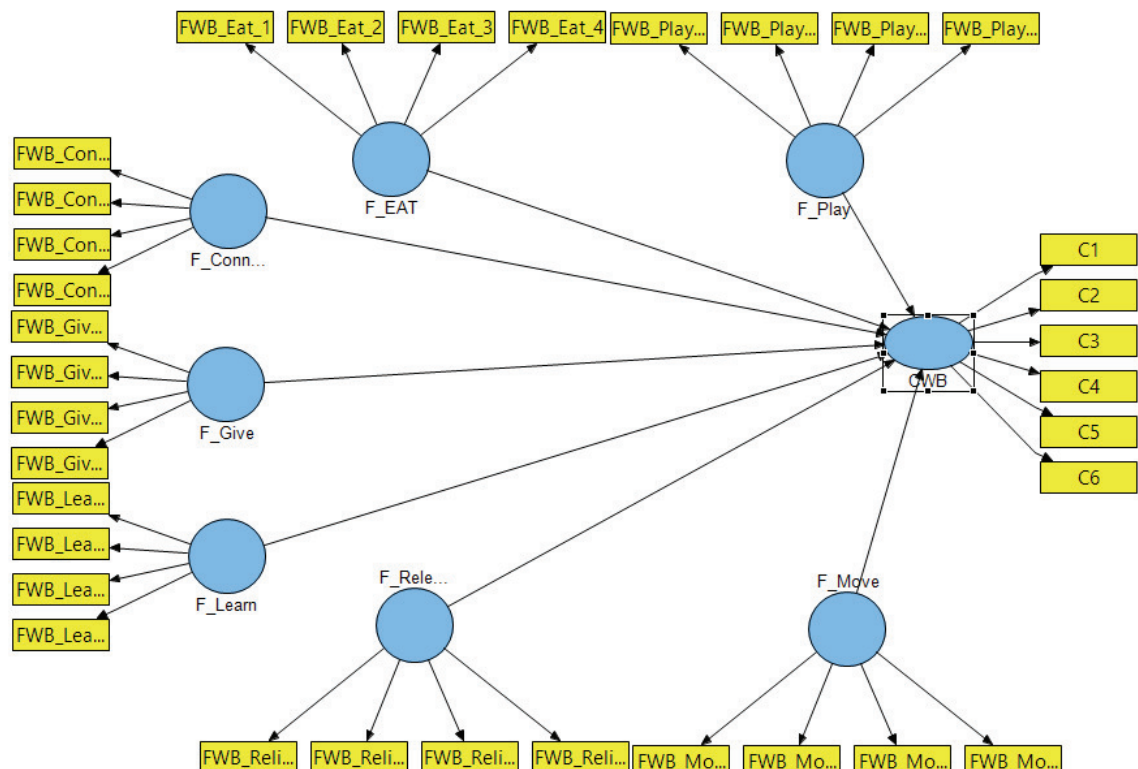 FWB_Eat_1
FWB_Eat_2
FWB_Eat_3
FWB_Eat_4
FWB_Play...
FWB_Play...
FWB_Play...
FWB_Play...
F_EAT
F_Play
FWB_Con...
FWB_Con...
FWB_Con...
FWB_Con...
F_Conn...
FWB_Giv...
FWB_Giv...
FWB_Giv...
FWB_Giv...
F_Give
FWB_Lea...
FWB_Lea...
FWB_Lea...
FWB_Lea...
F_Learn
CWB
C1
C2
C3
C4
C5
C6
F_Rele...
F_Move
FWB_Reli...
FWB_Reli...
FWB_Reli...
FWB_Reli...
FWB_Mo...
FWB_Mo...
FWB_Mo...
FWB_Mo...